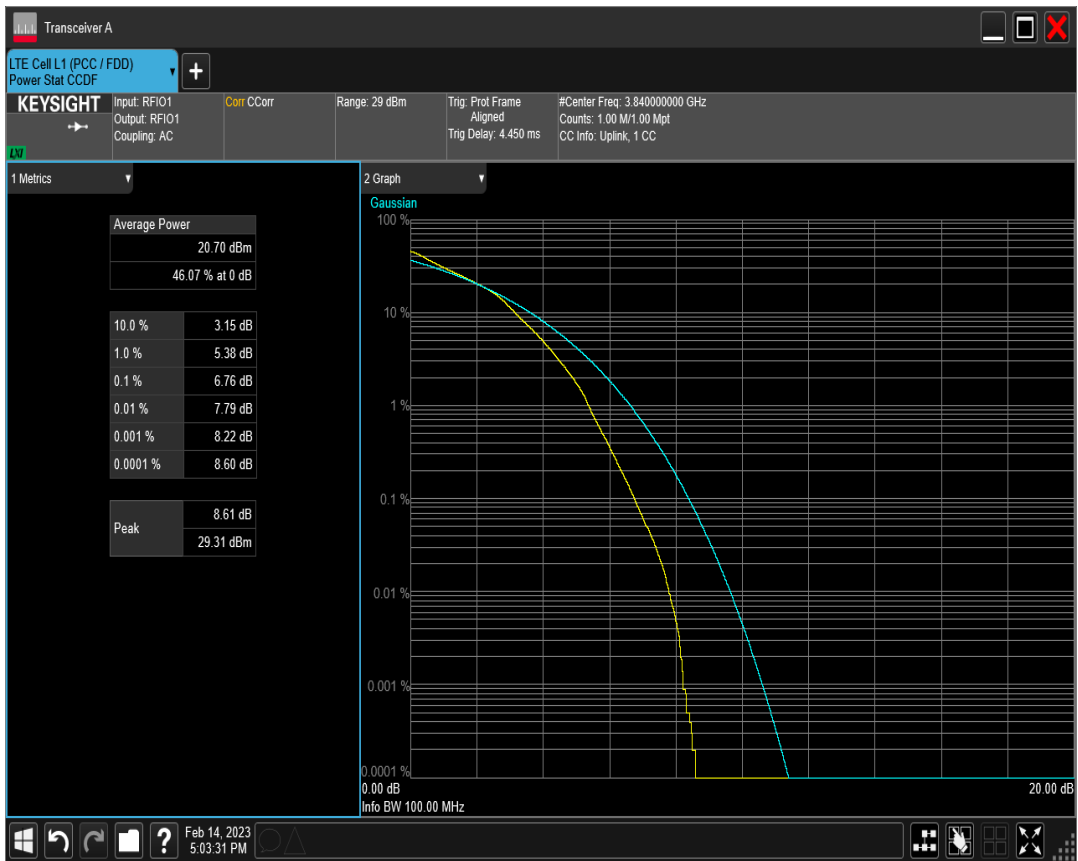 Transceiver A
LTE Cell L1 (PCC / FDD)
Power Stat CCDF
+
KEYSIGHT
LXI
Input: RFIO1
Output: RFIO1
Coupling: AC
Corr CCorr
Range: 29 dBm
Trig: Prot Frame
Aligned
Trig Delay: 4.450 ms
#Center Freq: 3.840000000 GHz
Counts: 1.00 M/1.00 Mpt
CC Info: Uplink, 1 CC
1 Metrics
Average Power
20.70 dBm
46.07 % at 0 dB
10.0 % 3.15 dB
1.0 % 5.38 dB
0.1 % 6.76 dB
0.01 % 7.79 dB
0.001 % 8.22 dB
0.0001 % 8.60 dB
Peak 8.61 dB
29.31 dBm
2 Graph
Gaussian
100 %
10 %
1 %
0.1 %
0.01 %
0.001 %
0.0001 %
0.00 dB 20.00 dB
Info BW 100.00 MHz
?
Feb 14, 2023
5:03:31 PM